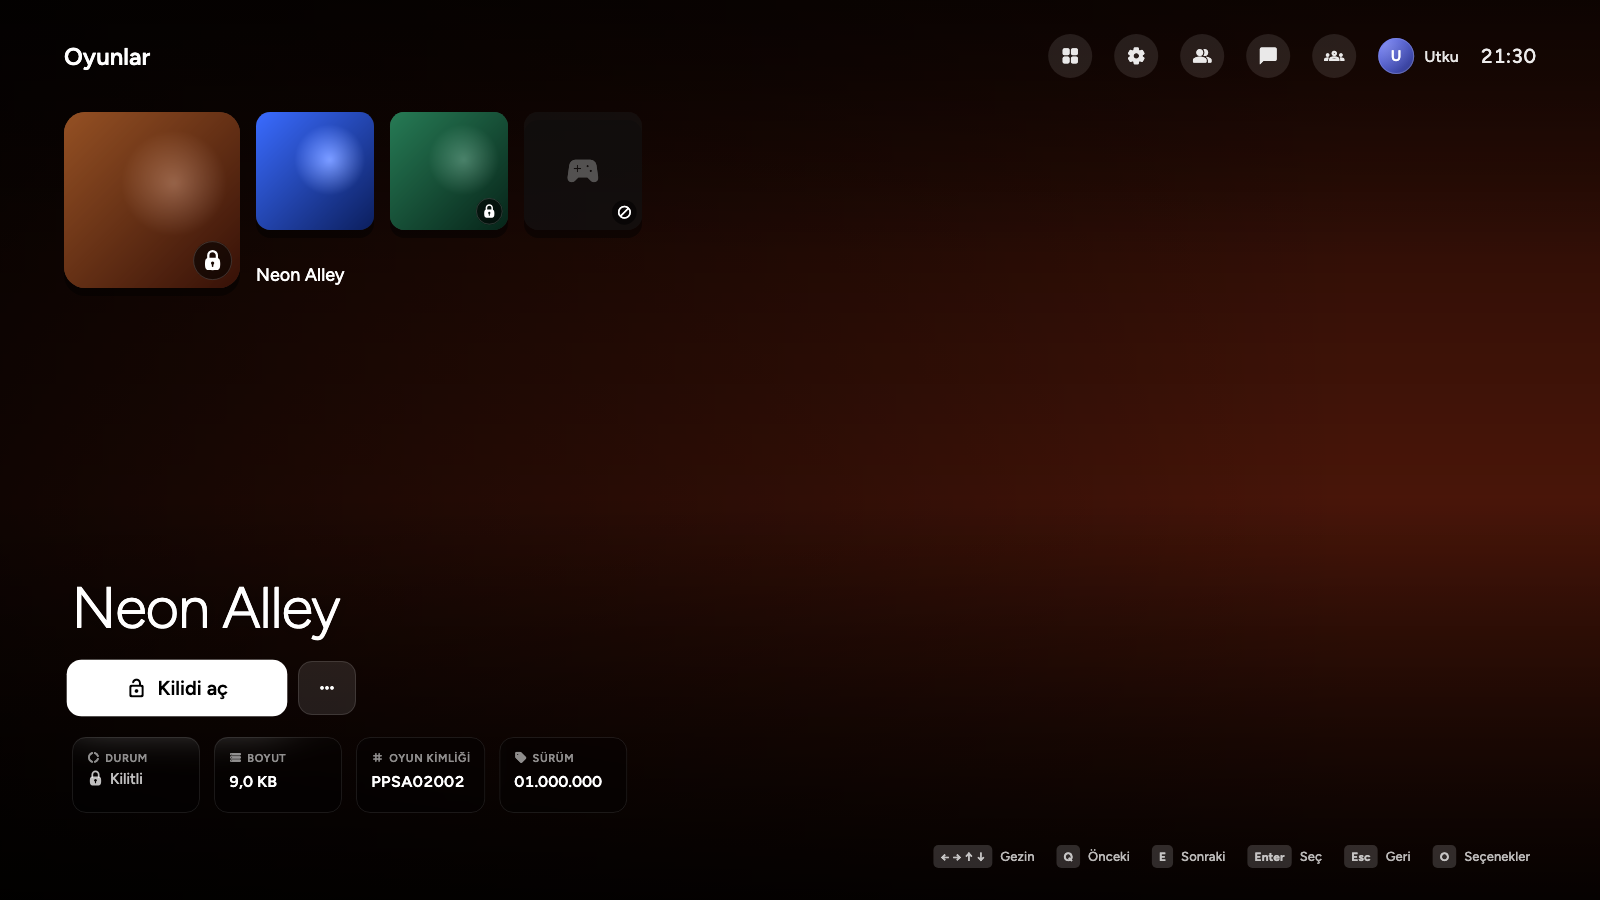 Oyunlar
U Utku 21:30
Neon Alley
Neon Alley
Kilidi aç
DURUM
Kilitli
BOYUT
9,0 KB
OYUN KİMLİĞİ
PPSA02002
SÜRÜM
01.000.000
Gezin Q Önceki E Sonraki Enter Seç Esc Geri O Seçenekler